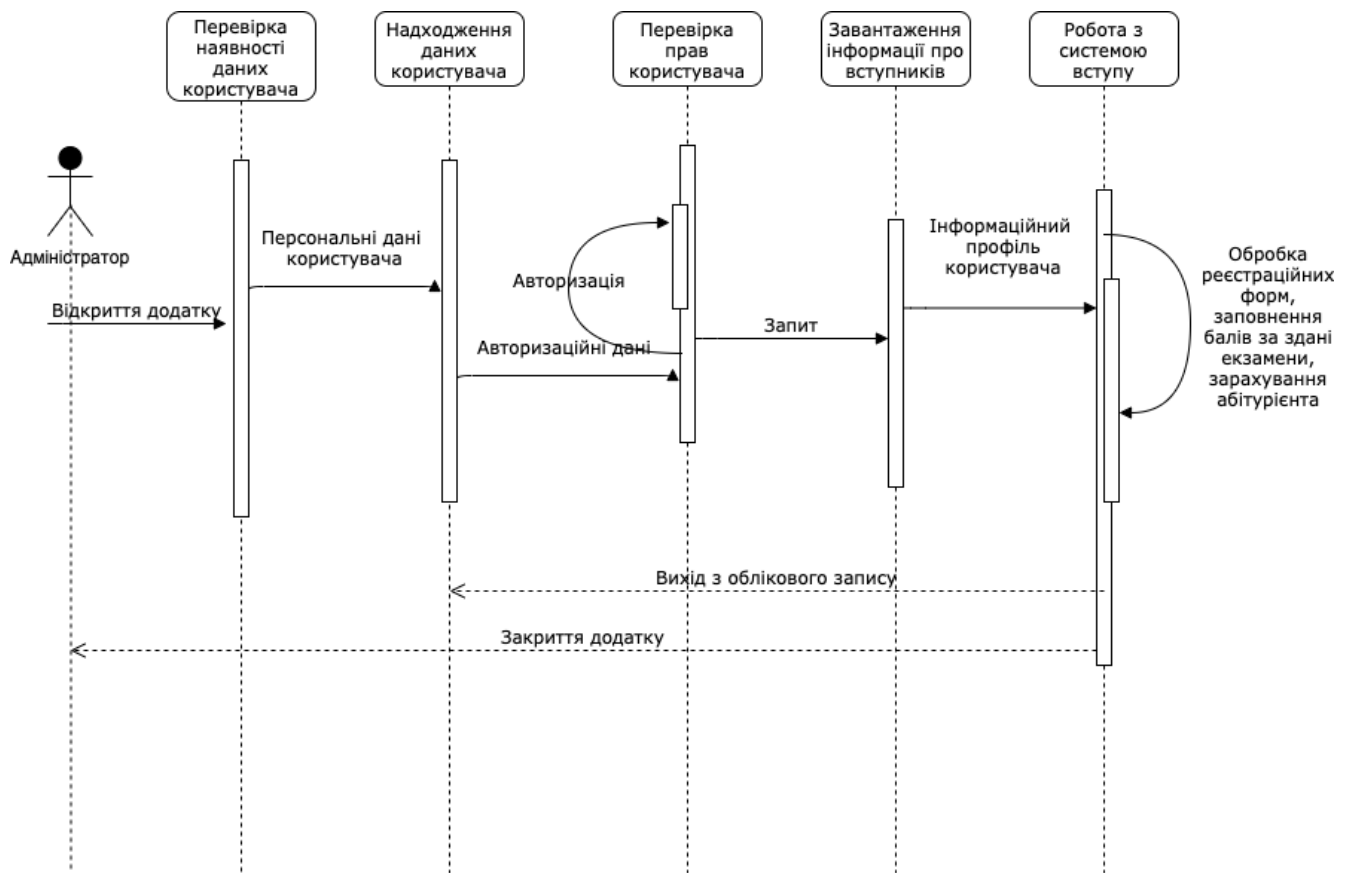 Перевірка
наявності
даних
користувача
Надходження
даних
користувача
Перевірка
прав
користувача
Завантаження
інформації про
вступників
Робота з
системою
вступу
Адміністратор
Відкриття додатку
Персональні дані
користувача
Авторизація
Авторизаційні дані
Запит
Інформаційний
профіль
користувача
Обробка
реєстраційних
форм,
заповнення
балів за здані
екзамени,
зарахування
абітурієнта
Вихід з облікового запису
Закриття додатку